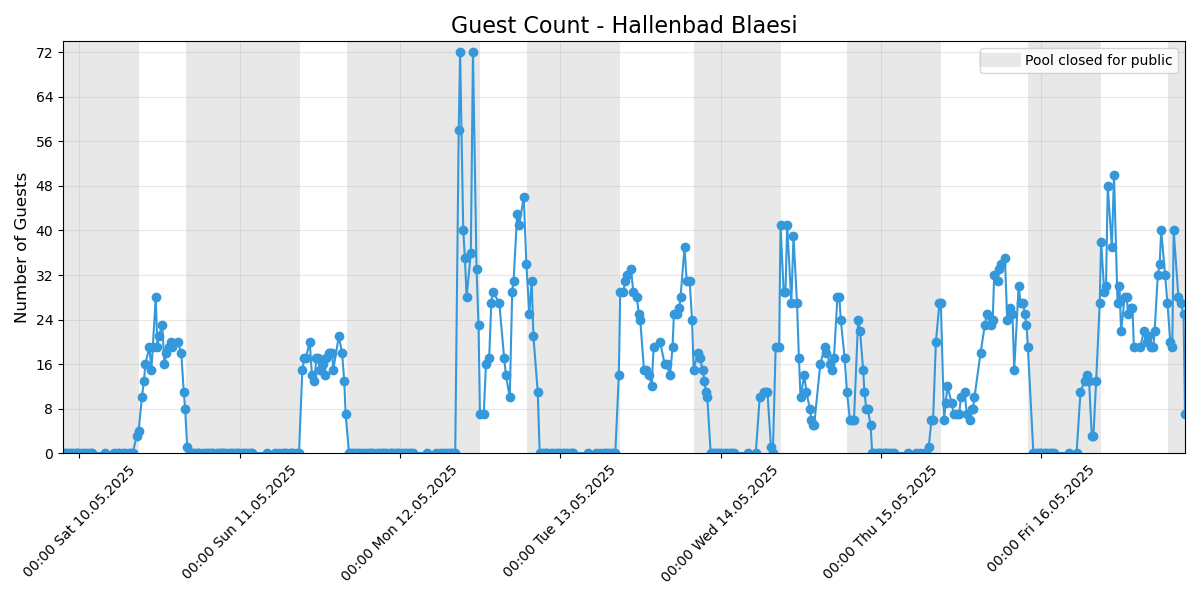 Guest Count - Hallenbad Blaesi
Pool closed for public
Number of Guests
72
64
56
48
40
32
24
16
8
0
00:00 Sat 10.05.2025
00:00 Sun 11.05.2025
00:00 Mon 12.05.2025
00:00 Tue 13.05.2025
00:00 Wed 14.05.2025
00:00 Thu 15.05.2025
00:00 Fri 16.05.2025